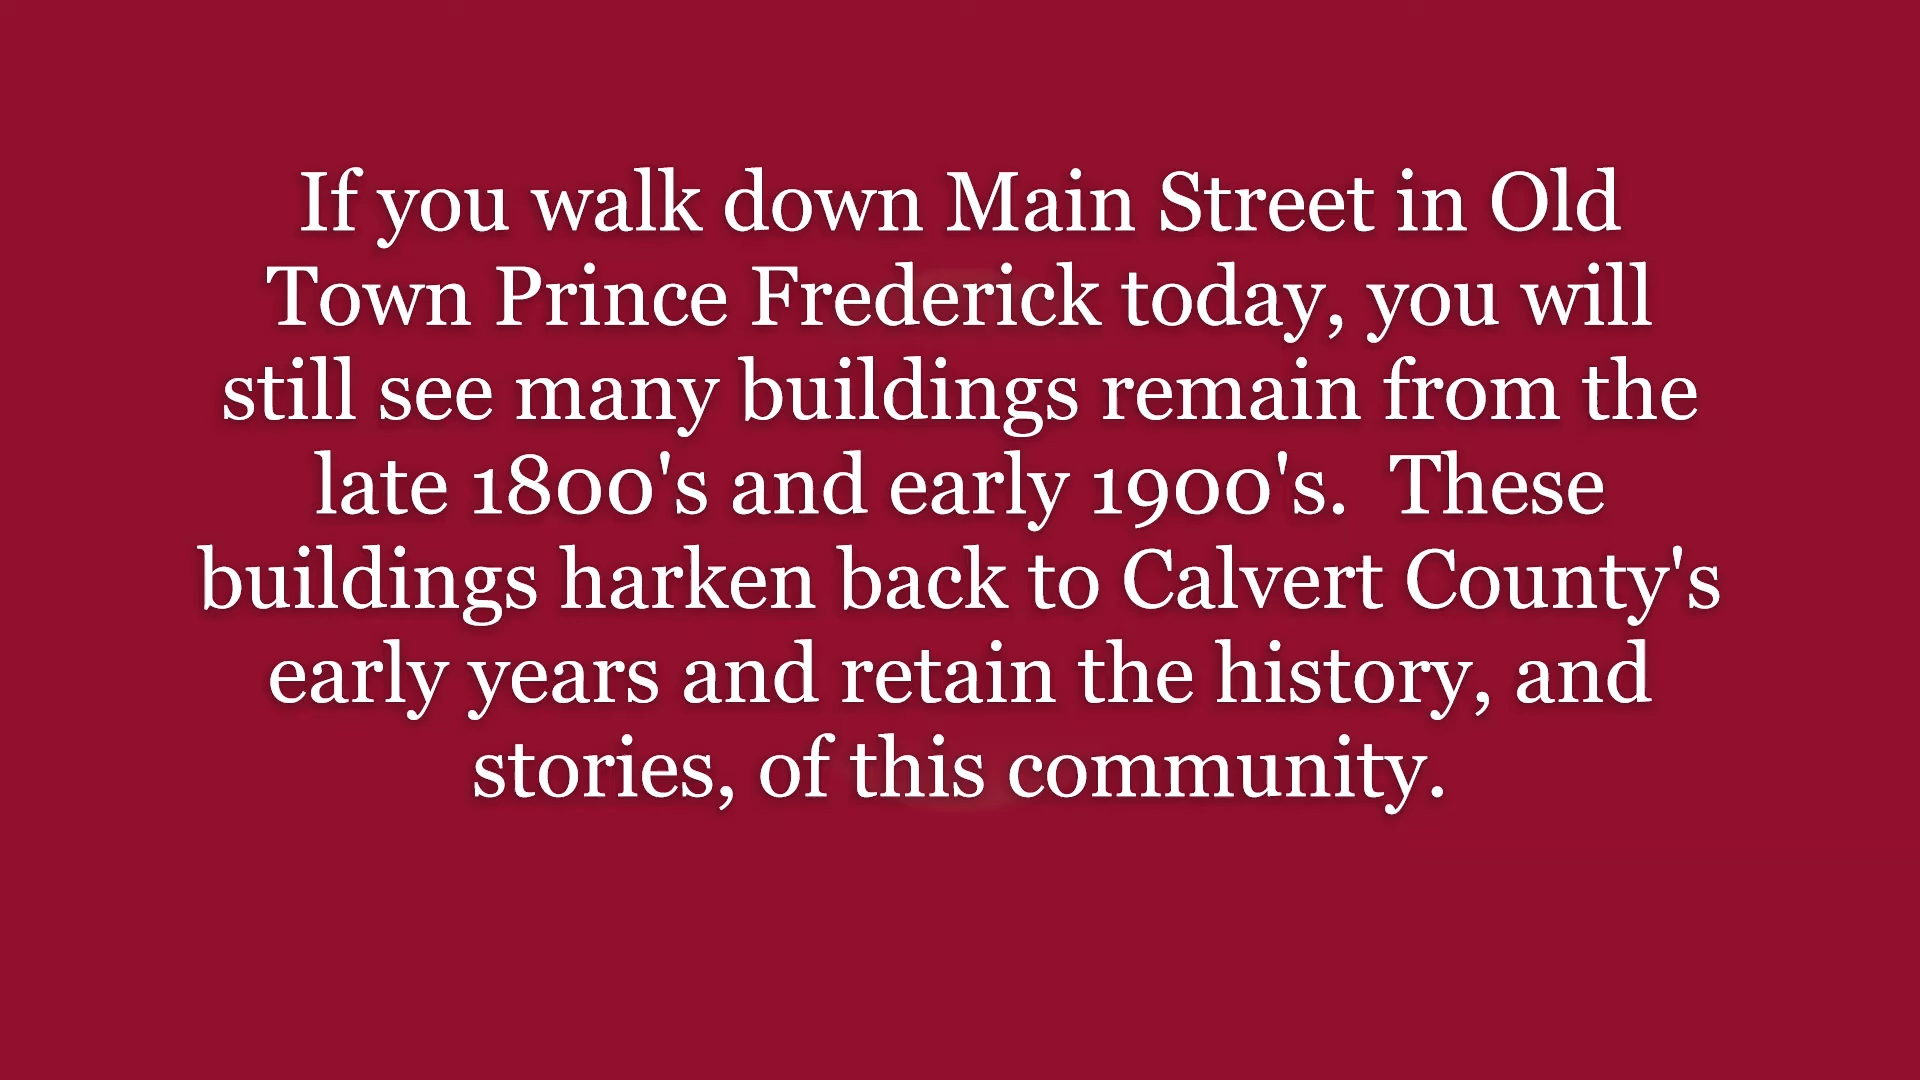 If you walk down Main Street in Old
Town Prince Frederick today, you will
still see many buildings remain from the
late 1800's and early 1900's.  These
buildings harken back to Calvert County's
early years and retain the history, and
stories, of this community.